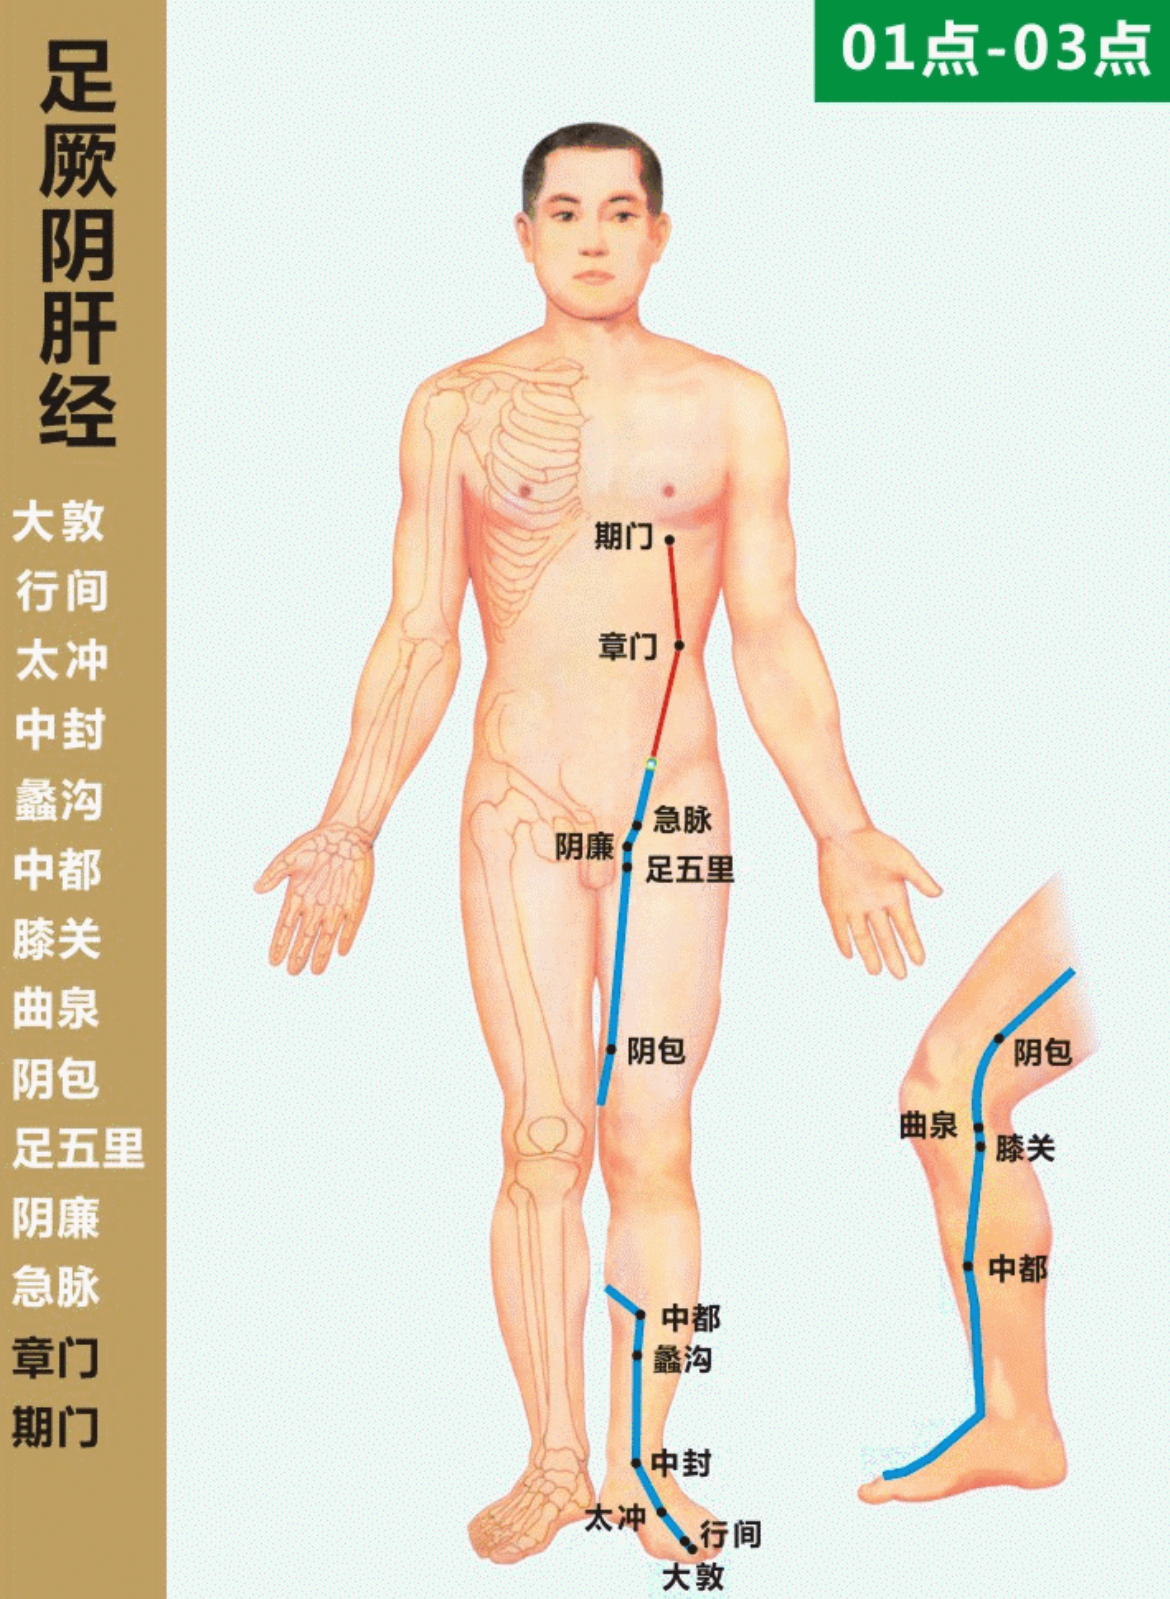 足厥阴肝经
大敦
行间
太冲
中封
蠡沟
中都
膝关
曲泉
阴包
足五里
阴廉
急脉
章门
期门
01点-03点
期门
章门
急脉
阴廉
足五里
阴包
中都
蠡沟
中封
太冲
行间
大敦
阴包
曲泉
膝关
中都